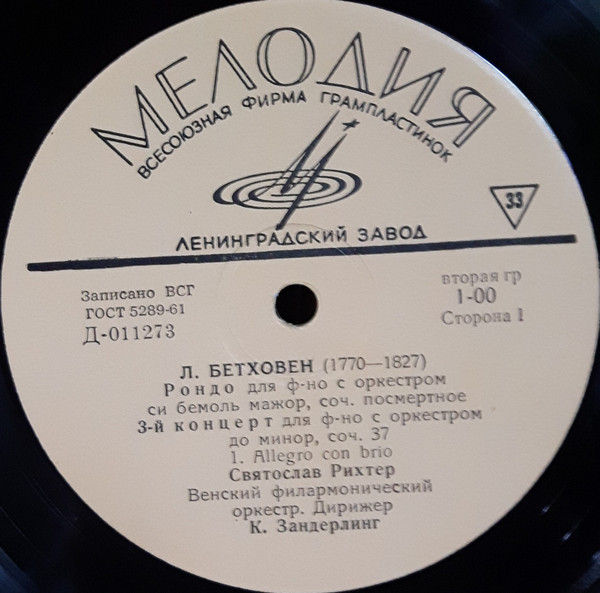 МЕЛОДИЯ
ВСЕСОЮЗНАЯ ФИРМА ГРАМПЛАСТИНОК
33
ЛЕНИНГРАДСКИЙ ЗАВОД
Записано ВСГ
ГОСТ 5289-61
Д-011273
вторая гр
1-00
Сторона 1
Л. БЕТХОВЕН (1770—1827)
Рондо для ф-но с оркестром
си бемоль мажор, соч. посмертное
3-й концерт для ф-но с оркестром
до минор, соч. 37
1. Allegro con brio
Святослав Рихтер
Венский филармонический
оркестр. Дирижер
К. Зандерлинг